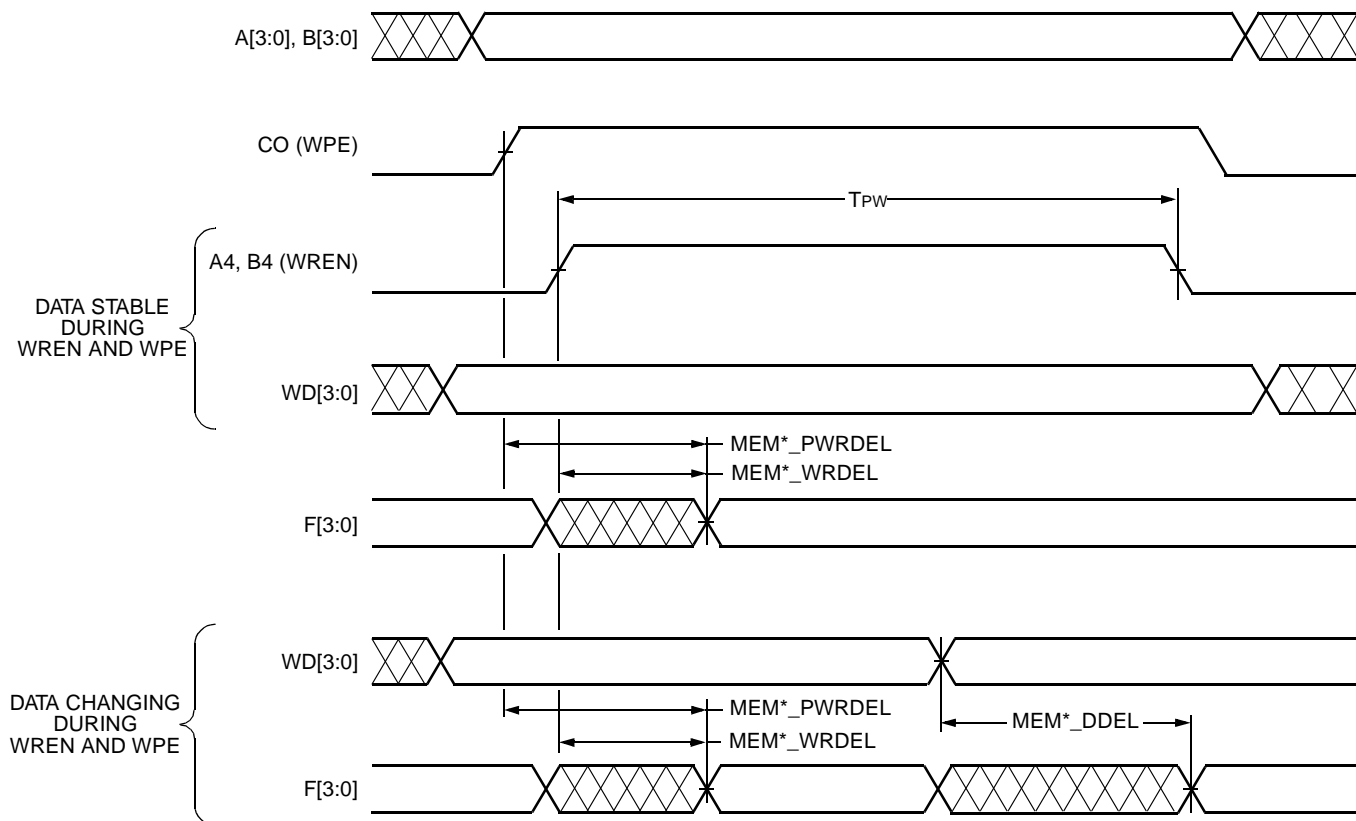 A[3:0], B[3:0]
CO (WPE)
TPW
A4, B4 (WREN)
DATA STABLE
DURING
WREN AND WPE
WD[3:0]
MEM*_PWRDEL
MEM*_WRDEL
F[3:0]
WD[3:0]
DATA CHANGING
DURING
WREN AND WPE
MEM*_PWRDEL
MEM*_DDEL
MEM*_WRDEL
F[3:0]